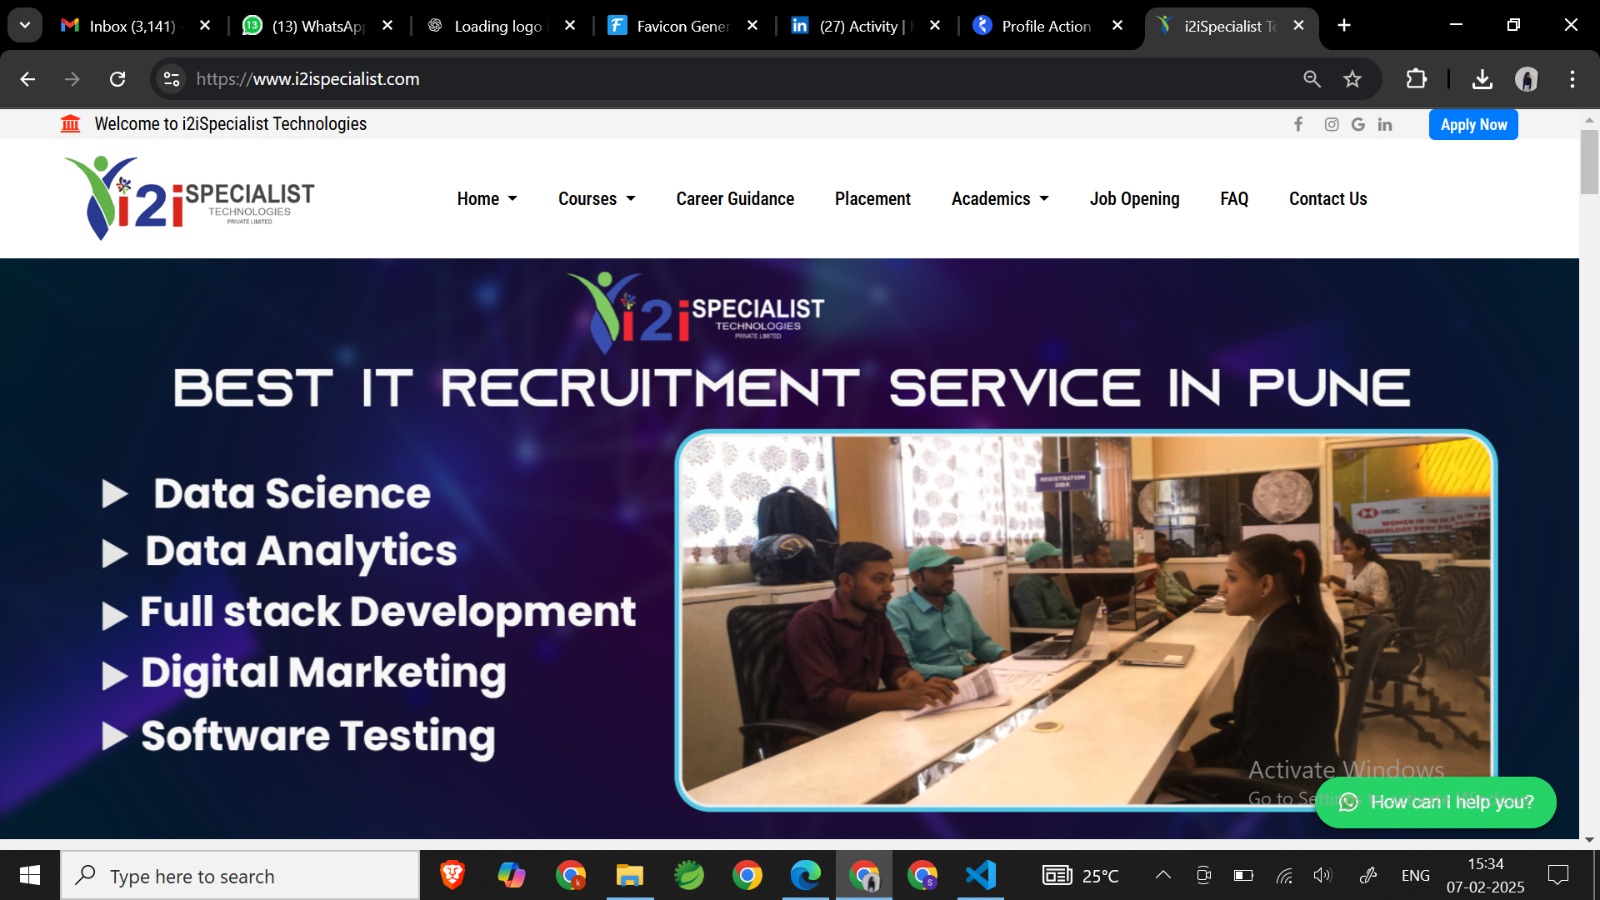 Inbox (3,141)
(13) WhatsApp
Loading logo
Favicon Gener
(27) Activity |
Profile Action
i2iSpecialist Te
https://www.i2ispecialist.com
Welcome to i2iSpecialist Technologies
Apply Now
i2i SPECIALIST
TECHNOLOGIES
PRIVATE LIMITED
Home
Courses
Career Guidance
Placement
Academics
Job Opening
FAQ
Contact Us
i2i SPECIALIST
TECHNOLOGIES
PRIVATE LIMITED
BEST IT RECRUITMENT SERVICE IN PUNE
Data Science
Data Analytics
Full stack Development
Digital Marketing
Software Testing
REGISTRATION
DESK
HSBC
Activate Windows
Go to Settings
How can i help you?
Type here to search
25°C
ENG
15:34
07-02-2025